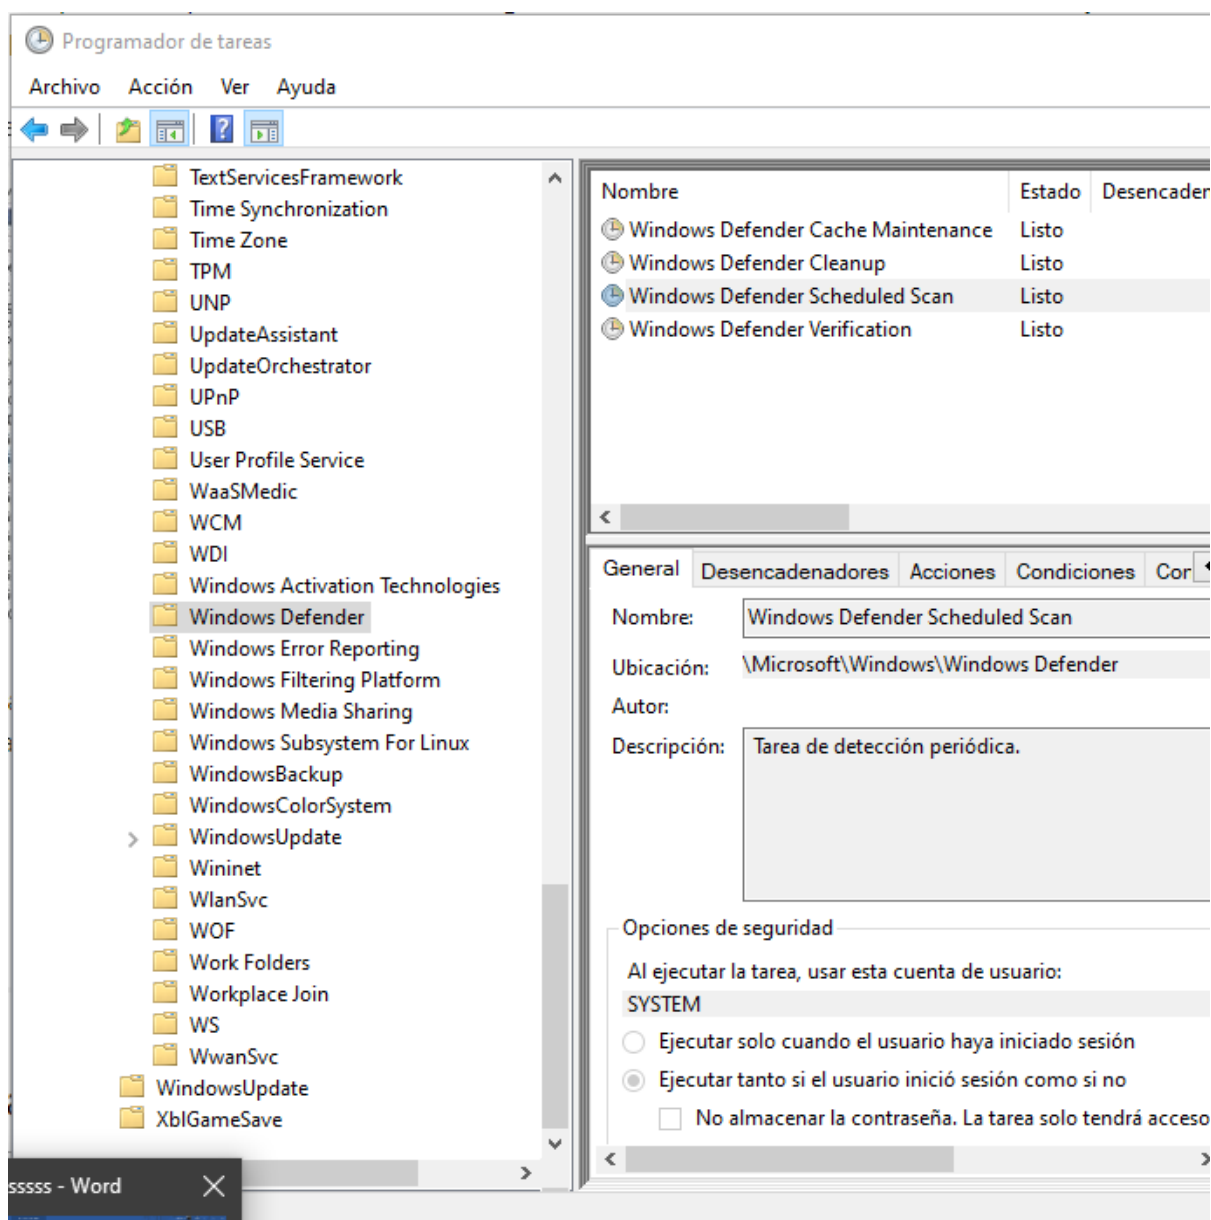 Programador de tareas
Archivo Acción Ver Ayuda
TextServicesFramework
Time Synchronization
Time Zone
TPM
UNP
UpdateAssistant
UpdateOrchestrator
UPnP
USB
User Profile Service
WaaSMedic
WCM
WDI
Windows Activation Technologies
Windows Defender
Windows Error Reporting
Windows Filtering Platform
Windows Media Sharing
Windows Subsystem For Linux
WindowsBackup
WindowsColorSystem
WindowsUpdate
Wininet
WlanSvc
WOF
Work Folders
Workplace Join
WS
WwanSvc
WindowsUpdate
XblGameSave
sssss - Word
Nombre Estado Desencader
Windows Defender Cache Maintenance Listo
Windows Defender Cleanup Listo
Windows Defender Scheduled Scan Listo
Windows Defender Verification Listo
General Desencadenadores Acciones Condiciones Cor
Nombre: Windows Defender Scheduled Scan
Ubicación: \Microsoft\Windows\Windows Defender
Autor:
Descripción: Tarea de detección periódica.
Opciones de seguridad
Al ejecutar la tarea, usar esta cuenta de usuario:
SYSTEM
Ejecutar solo cuando el usuario haya iniciado sesión
Ejecutar tanto si el usuario inició sesión como si no
No almacenar la contraseña. La tarea solo tendrá acceso